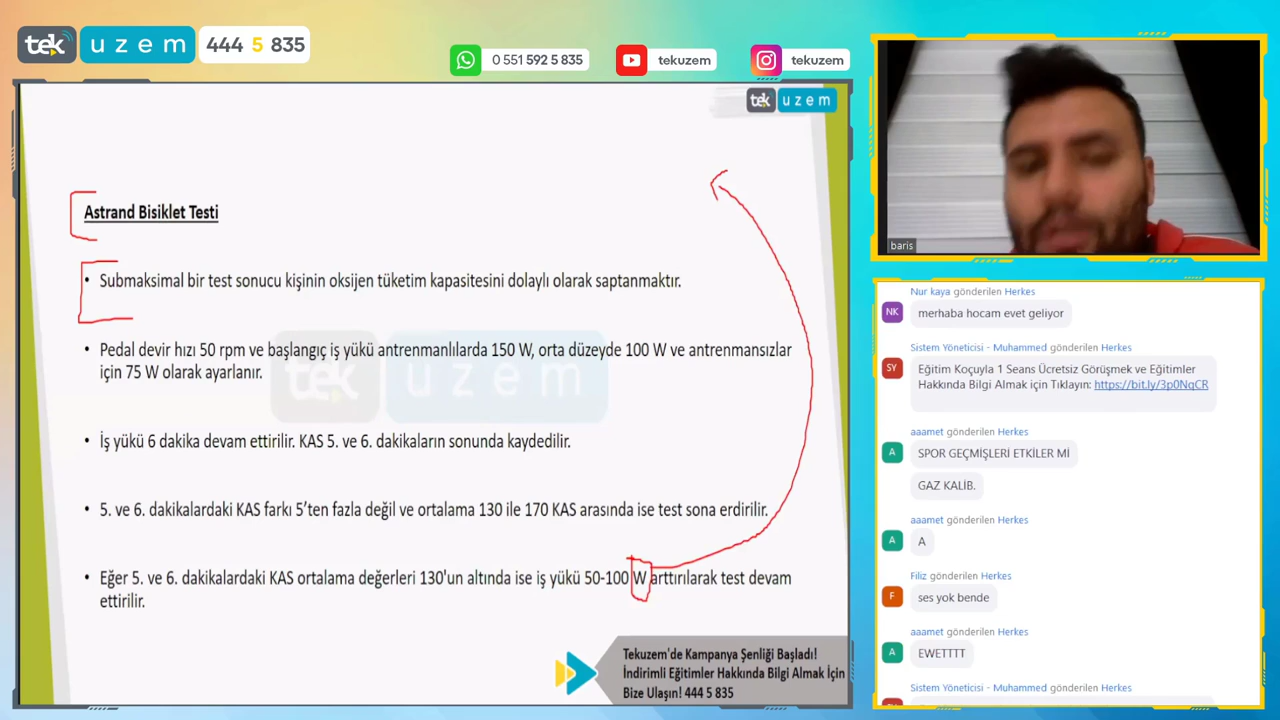 tek uzem 444 5 835
0 551 592 5 835
tekuzem
tekuzem
tek uzem
Astrand Bisiklet Testi
• Submaksimal bir test sonucu kişinin oksijen tüketim kapasitesini dolaylı olarak saptanmaktır.
• Pedal devir hızı 50 rpm ve başlangıç iş yükü antrenmanlılarda 150 W, orta düzeyde 100 W ve antrenmansızlar
için 75 W olarak ayarlanır.
tek uzem
• İş yükü 6 dakika devam ettirilir. KAS 5. ve 6. dakikaların sonunda kaydedilir.
• 5. ve 6. dakikalardaki KAS farkı 5’ten fazla değil ve ortalama 130 ile 170 KAS arasında ise test sona erdirilir.
• Eğer 5. ve 6. dakikalardaki KAS ortalama değerleri 130'un altında ise iş yükü 50-100 W arttırılarak test devam
ettirilir.
Tekuzem'de Kampanya Şenliği Başladı!
İndirimli Eğitimler Hakkında Bilgi Almak İçin
Bize Ulaşın! 444 5 835
baris
Nur kaya gönderilen Herkes
NK
merhaba hocam evet geliyor
Sistem Yöneticisi - Muhammed gönderilen Herkes
SY
Eğitim Koçuyla 1 Seans Ücretsiz Görüşmek ve Eğitimler
Hakkında Bilgi Almak için Tıklayın: https://bit.ly/3p0NqCR
aaamet gönderilen Herkes
A
SPOR GEÇMİŞLERİ ETKİLER Mİ
GAZ KALİB.
aaamet gönderilen Herkes
A
A
Filiz gönderilen Herkes
F
ses yok bende
aaamet gönderilen Herkes
A
EWETTTT
Sistem Yöneticisi - Muhammed gönderilen Herkes